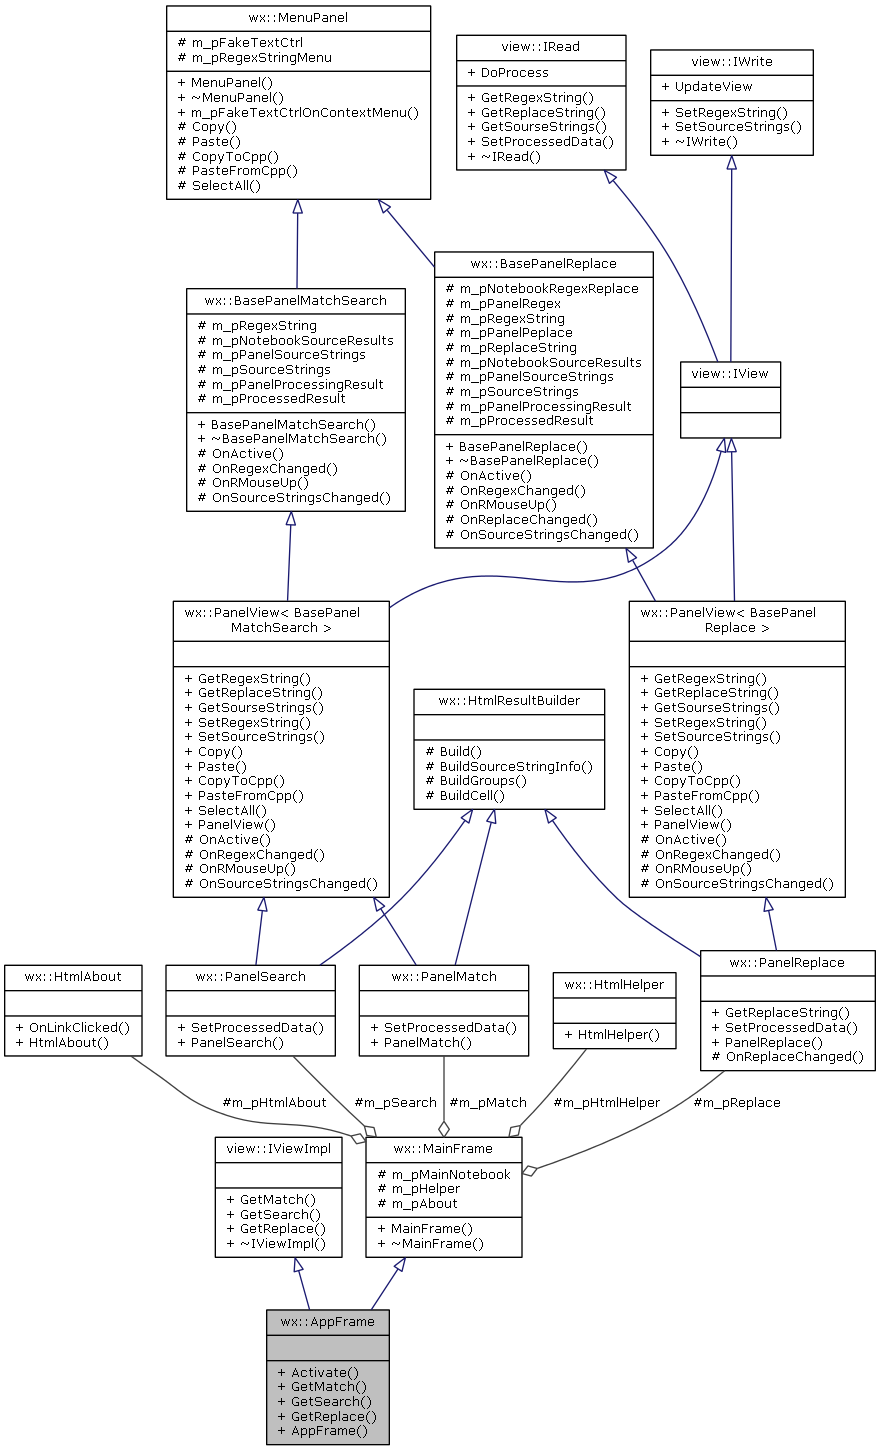 wx::MenuPanel
# m_pFakeTextCtrl
# m_pRegexStringMenu
+ MenuPanel()
+ ~MenuPanel()
+ m_pFakeTextCtrlOnContextMenu()
# Copy()
# Paste()
# CopyToCpp()
# PasteFromCpp()
# SelectAll()
view::IRead
+ DoProcess
+ GetRegexString()
+ GetReplaceString()
+ GetSourseStrings()
+ SetProcessedData()
+ ~IRead()
view::IWrite
+ UpdateView
+ SetRegexString()
+ SetSourceStrings()
+ ~IWrite()
wx::BasePanelMatchSearch
# m_pRegexString
# m_pNotebookSourceResults
# m_pPanelSourceStrings
# m_pSourceStrings
# m_pPanelProcessingResult
# m_pProcessedResult
+ BasePanelMatchSearch()
+ ~BasePanelMatchSearch()
# OnActive()
# OnRegexChanged()
# OnRMouseUp()
# OnSourceStringsChanged()
wx::BasePanelReplace
# m_pNotebookRegexReplace
# m_pPanelRegex
# m_pRegexString
# m_pPanelPeplace
# m_pReplaceString
# m_pNotebookSourceResults
# m_pPanelSourceStrings
# m_pSourceStrings
# m_pPanelProcessingResult
# m_pProcessedResult
+ BasePanelReplace()
+ ~BasePanelReplace()
# OnActive()
# OnRegexChanged()
# OnRMouseUp()
# OnReplaceChanged()
# OnSourceStringsChanged()
view::IView
wx::PanelView< BasePanel
MatchSearch >
+ GetRegexString()
+ GetReplaceString()
+ GetSourseStrings()
+ SetRegexString()
+ SetSourceStrings()
+ Copy()
+ Paste()
+ CopyToCpp()
+ PasteFromCpp()
+ SelectAll()
+ PanelView()
# OnActive()
# OnRegexChanged()
# OnRMouseUp()
# OnSourceStringsChanged()
wx::HtmlResultBuilder
# Build()
# BuildSourceStringInfo()
# BuildGroups()
# BuildCell()
wx::PanelView< BasePanel
Replace >
+ GetRegexString()
+ GetReplaceString()
+ GetSourseStrings()
+ SetRegexString()
+ SetSourceStrings()
+ Copy()
+ Paste()
+ CopyToCpp()
+ PasteFromCpp()
+ SelectAll()
+ PanelView()
# OnActive()
# OnRegexChanged()
# OnRMouseUp()
# OnSourceStringsChanged()
wx::HtmlAbout
+ OnLinkClicked()
+ HtmlAbout()
wx::PanelSearch
+ SetProcessedData()
+ PanelSearch()
wx::PanelMatch
+ SetProcessedData()
+ PanelMatch()
wx::HtmlHelper
+ HtmlHelper()
wx::PanelReplace
+ GetReplaceString()
+ SetProcessedData()
+ PanelReplace()
# OnReplaceChanged()
#m_pHtmlAbout
#m_pSearch
#m_pMatch
#m_pHtmlHelper
#m_pReplace
view::IViewImpl
+ GetMatch()
+ GetSearch()
+ GetReplace()
+ ~IViewImpl()
wx::MainFrame
# m_pMainNotebook
# m_pHelper
# m_pAbout
+ MainFrame()
+ ~MainFrame()
wx::AppFrame
+ Activate()
+ GetMatch()
+ GetSearch()
+ GetReplace()
+ AppFrame()